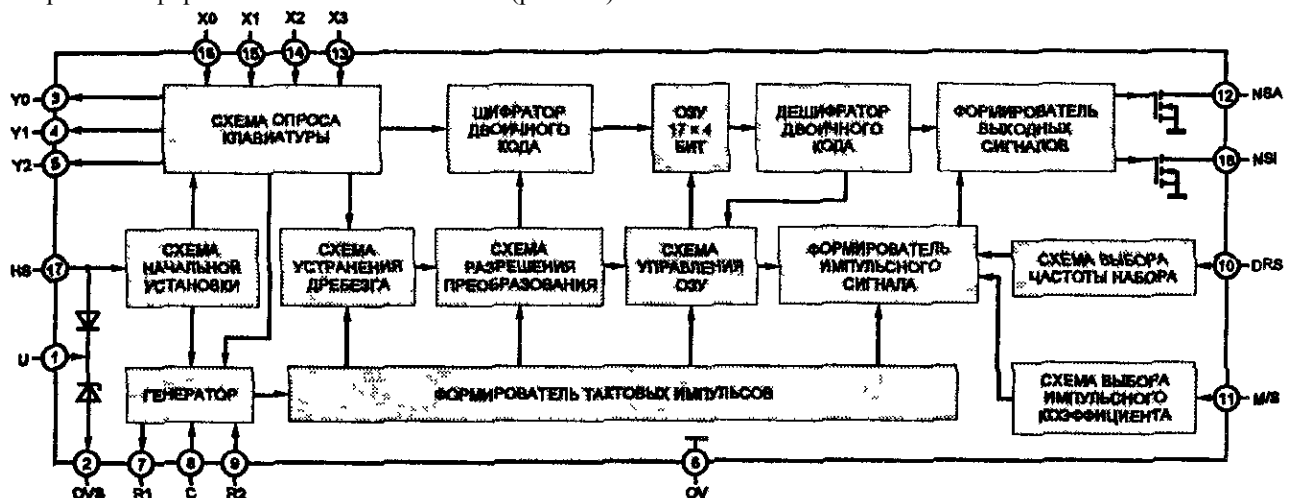 X0 X1 X2 X3
16 15 14 13
Y0 3
Y1 4
Y2 5
СХЕМА ОПРОСА
КЛАВИАТУРЫ
ШИФРАТОР
ДВОИЧНОГО
КОДА
ОЗУ
17 × 4
БИТ
ДЕШИФРАТОР
ДВОИЧНОГО
КОДА
ФОРМИРОВАТЕЛЬ
ВЫХОДНЫХ
СИГНАЛОВ
12 NSA
18 NSI
HS 17
СХЕМА
НАЧАЛЬНОЙ
УСТАНОВКИ
СХЕМА
УСТРАНЕНИЯ
ДРЕБЕЗГА
СХЕМА
РАЗРЕШЕНИЯ
ПРЕОБРАЗОВАНИЯ
СХЕМА
УПРАВЛЕНИЯ
ОЗУ
ФОРМИРОВАТЕЛЬ
ИМПУЛЬСНОГО
СИГНАЛА
СХЕМА ВЫБОРА
ЧАСТОТЫ НАБОРА
10 DRS
U 1
ГЕНЕРАТОР
ФОРМИРОВАТЕЛЬ ТАКТОВЫХ ИМПУЛЬСОВ
СХЕМА ВЫБОРА
ИМПУЛЬСНОГО
КОЭФФИЦИЕНТА
11 M/S
2 7 8 9 6
OVS R1 C R2 OV